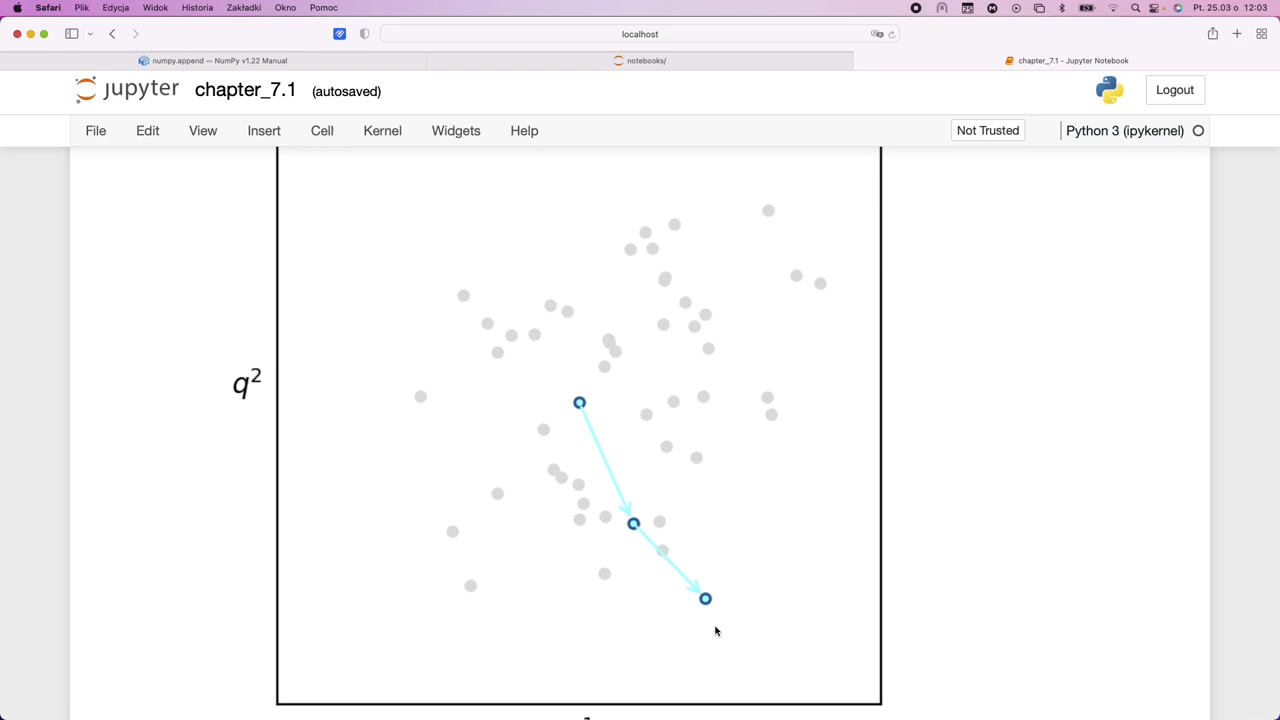 Safari Plik Edycja Widok Historia Zakładki Okno Pomoc Pt. 25.03 o 12:03
localhost
numpy.append — NumPy v1.22 Manual notebooks/ chapter_7.1 - Jupyter Notebook
jupyter chapter_7.1 (autosaved) Logout
File Edit View Insert Cell Kernel Widgets Help Not Trusted Python 3 (ipykernel)
q²